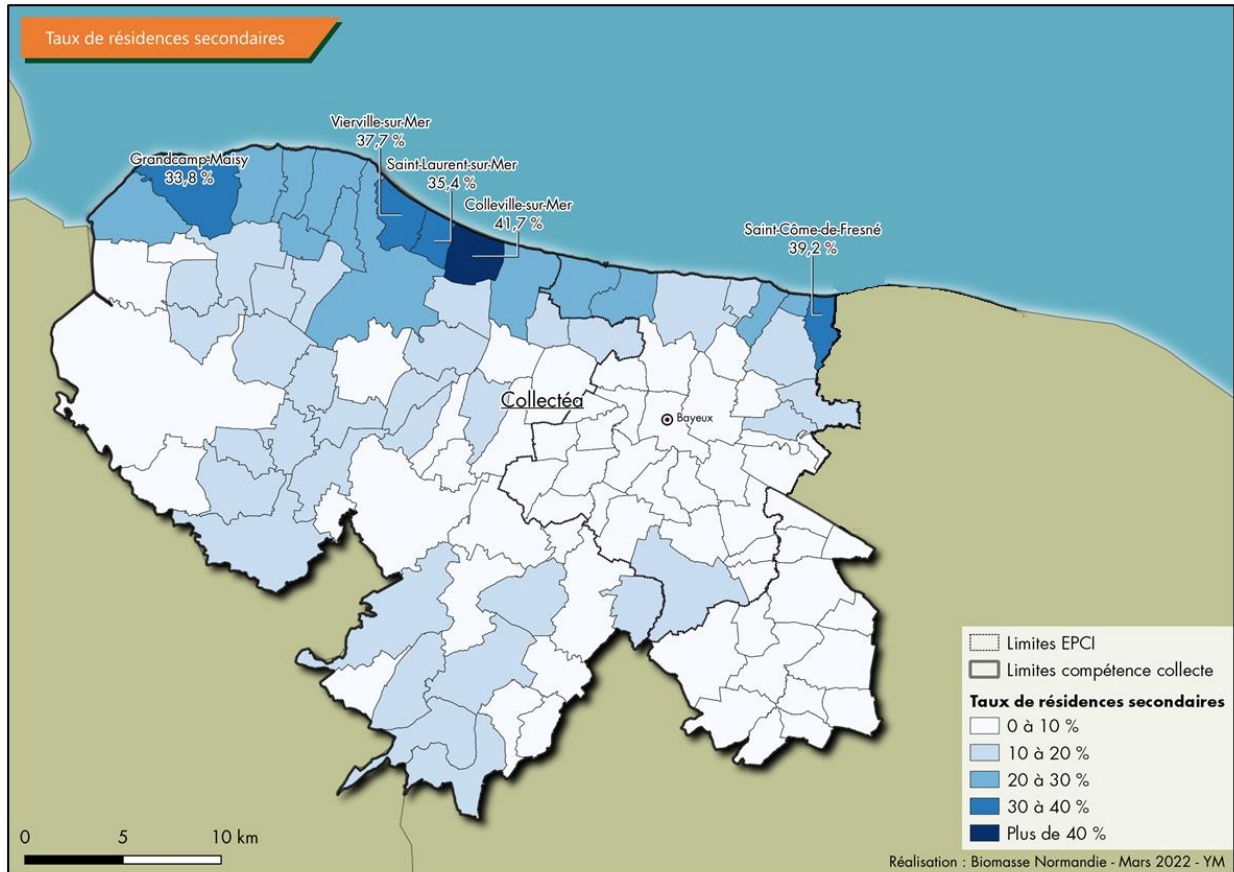 Taux de résidences secondaires
Vierville-sur-Mer
37,7 %
Grandcamp-Maisy
33,8 %
Saint-Laurent-sur-Mer
35,4 %
Colleville-sur-Mer
41,7 %
Saint-Côme-de-Fresné
39,2 %
Collectéa
Bayeux
Limites EPCI
Limites compétence collecte
Taux de résidences secondaires
0 à 10 %
10 à 20 %
20 à 30 %
30 à 40 %
Plus de 40 %
0 5 10 km
Réalisation : Biomasse Normandie - Mars 2022 - YM